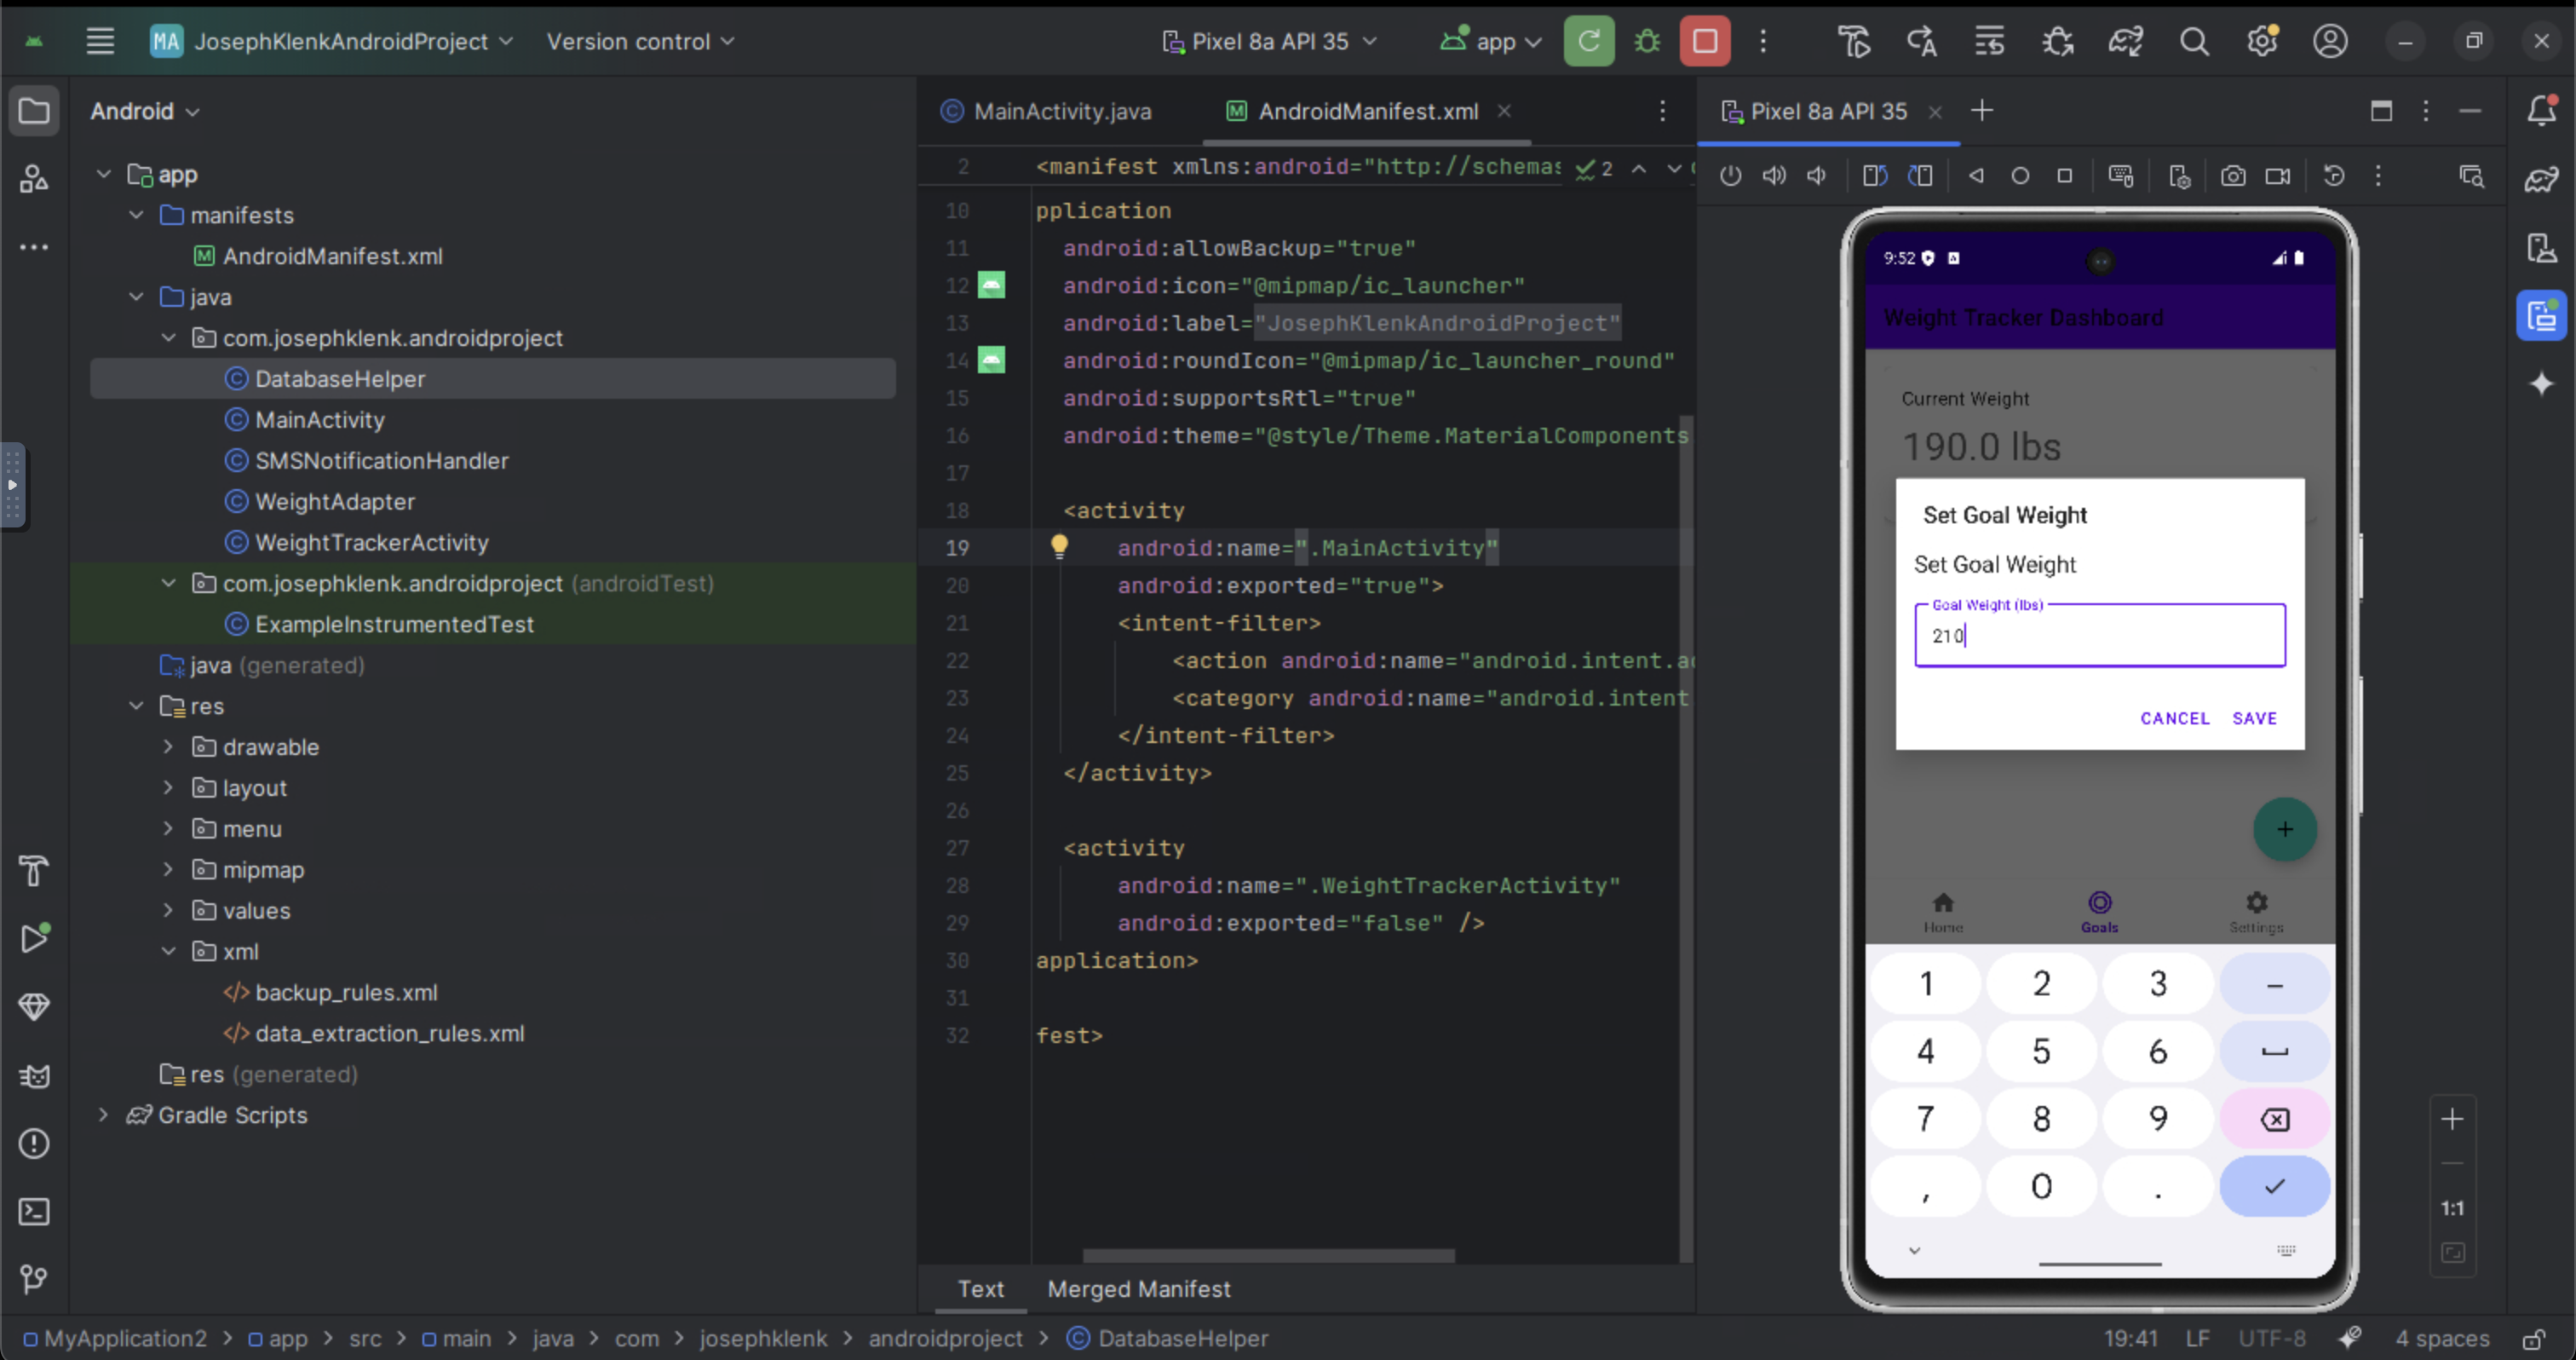 MA JosephKlenkAndroidProject Version control Pixel 8a API 35 app
Android
app
manifests
AndroidManifest.xml
java
com.josephklenk.androidproject
DatabaseHelper
MainActivity
SMSNotificationHandler
WeightAdapter
WeightTrackerActivity
com.josephklenk.androidproject (androidTest)
ExampleInstrumentedTest
java (generated)
res
drawable
layout
menu
mipmap
values
xml
backup_rules.xml
data_extraction_rules.xml
res (generated)
Gradle Scripts
MainActivity.java AndroidManifest.xml
2 <manifest xmlns:android="http://schemas 2
10 pplication
11 android:allowBackup="true"
12 android:icon="@mipmap/ic_launcher"
13 android:label="JosephKlenkAndroidProject"
14 android:roundIcon="@mipmap/ic_launcher_round"
15 android:supportsRtl="true"
16 android:theme="@style/Theme.MaterialComponents
17
18 <activity
19 android:name=".MainActivity"
20 android:exported="true">
21 <intent-filter>
22 <action android:name="android.intent.ac
23 <category android:name="android.intent
24 </intent-filter>
25 </activity>
26
27 <activity
28 android:name=".WeightTrackerActivity"
29 android:exported="false" />
30 application>
31
32 fest>
Text Merged Manifest
Pixel 8a API 35
9:52
Weight Tracker Dashboard
Current Weight
190.0 lbs
Set Goal Weight
Set Goal Weight
Goal Weight (lbs)
210
CANCEL SAVE
+
Home Goals Settings
1 2 3 –
4 5 6
7 8 9
, 0 .
1:1
MyApplication2 > app > src > main > java > com > josephklenk > androidproject > DatabaseHelper
19:41 LF UTF-8 4 spaces